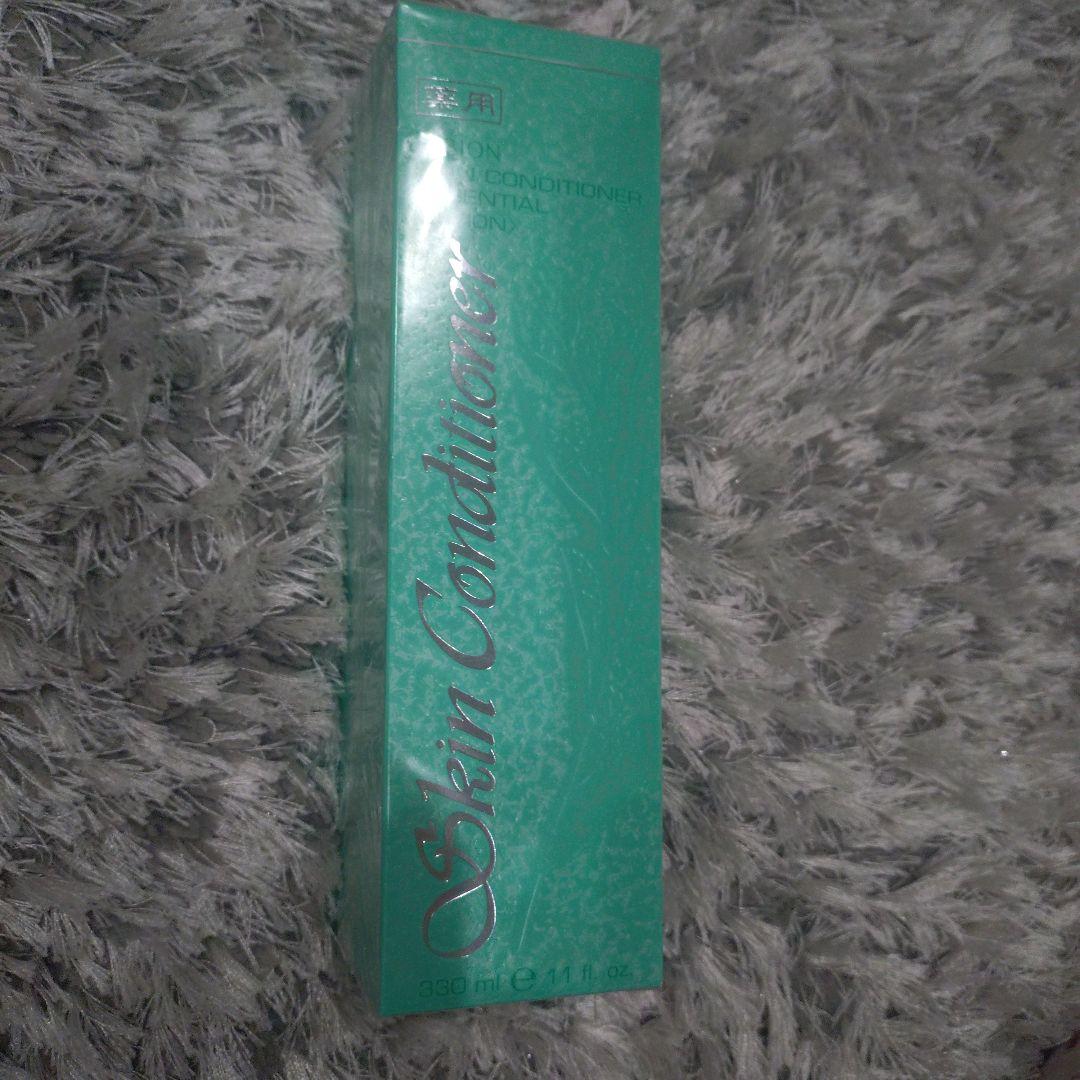 薬用
CONDITIONER
Skin Conditioner
330 ml e 11 fl. oz.